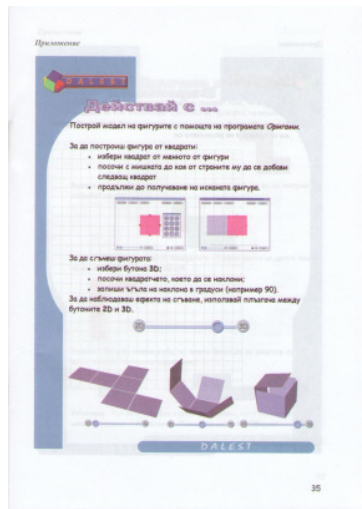 Приложение
DALEST
Действай с ...
Построй модел на фигурите с помощта на програмата Оригами.
За да построиш фигура от квадрати:
• избери квадрат от менюто от фигури
• посочи с мишката до коя от страните му да се добави
следващ квадрат
• продължи до получаване на исканата фигура.
За да сгънеш фигурата:
• избери бутона 3D;
• посочи квадратчето, което да се наклони;
• запиши ъгъла на наклона в градуси (например 90).
За да наблюдаваш ефекта на сгъване, използвай плъзгача между
бутоните 2D и 3D.
2D 3D
DALEST
35